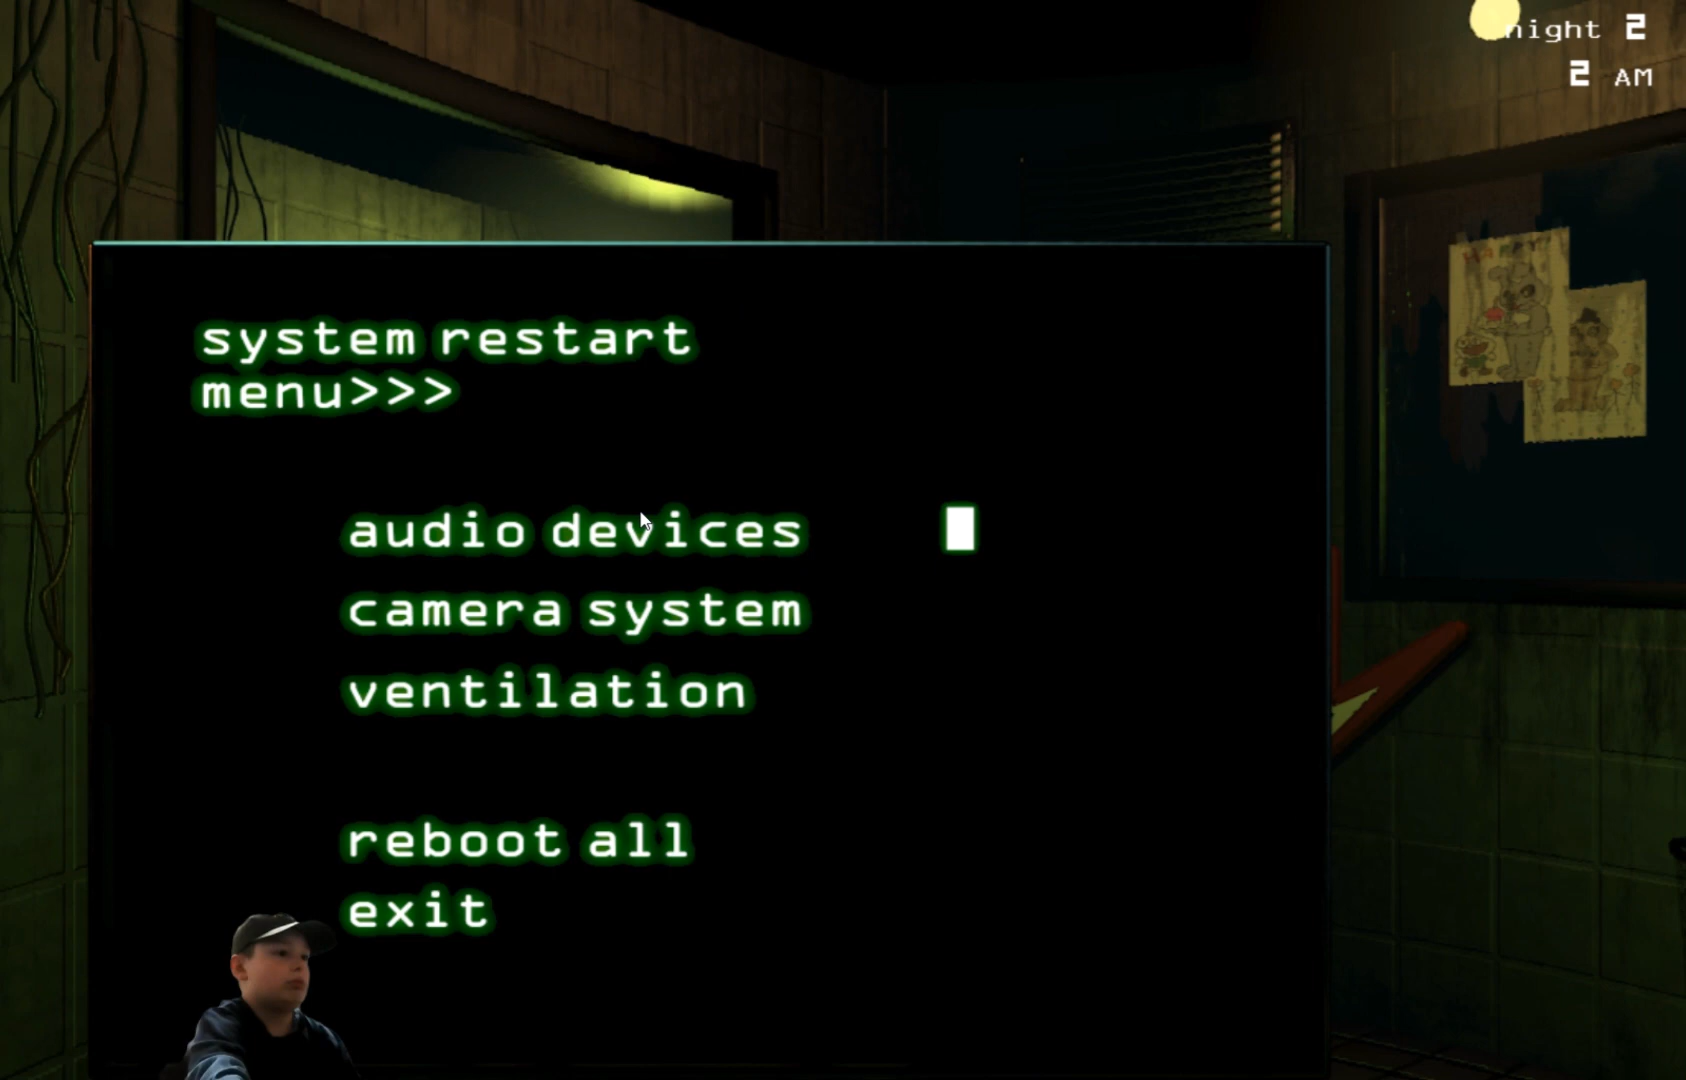 night 2
2 AM
system restart
menu>>>
audio devices
camera system
ventilation
reboot all
exit